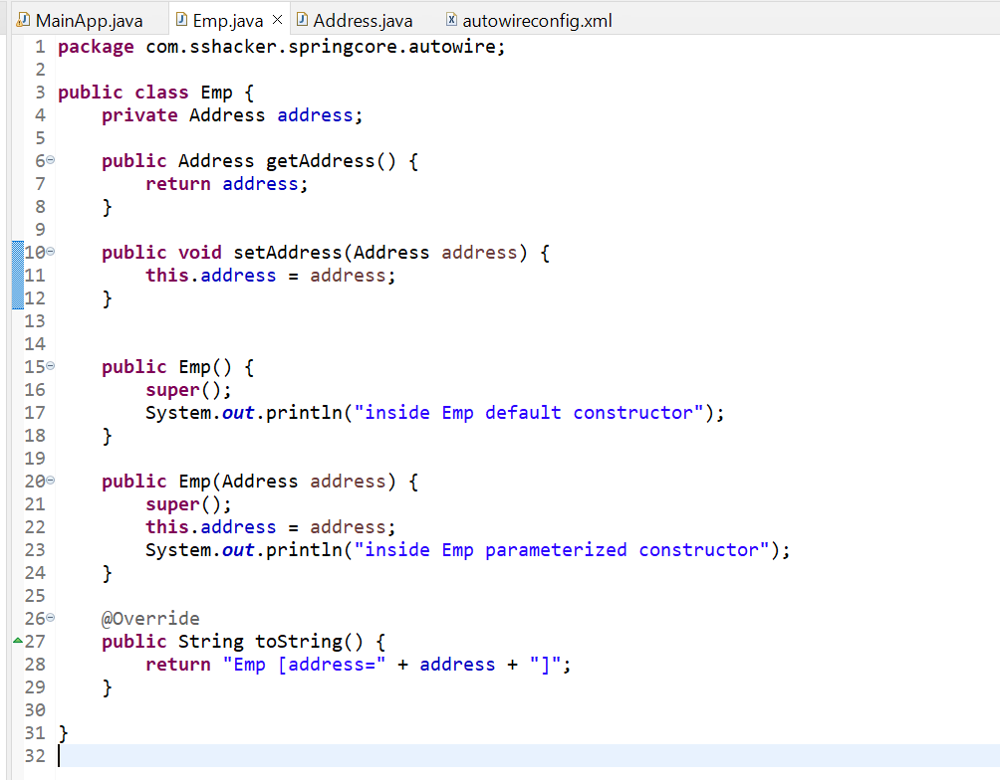 MainApp.java Emp.java Address.java autowireconfig.xml
1 package com.sshacker.springcore.autowire;
2
3 public class Emp {
4     private Address address;
5
6     public Address getAddress() {
7         return address;
8     }
9
10     public void setAddress(Address address) {
11         this.address = address;
12     }
13
14
15     public Emp() {
16         super();
17         System.out.println("inside Emp default constructor");
18     }
19
20     public Emp(Address address) {
21         super();
22         this.address = address;
23         System.out.println("inside Emp parameterized constructor");
24     }
25
26     @Override
27     public String toString() {
28         return "Emp [address=" + address + "]";
29     }
30
31 }
32